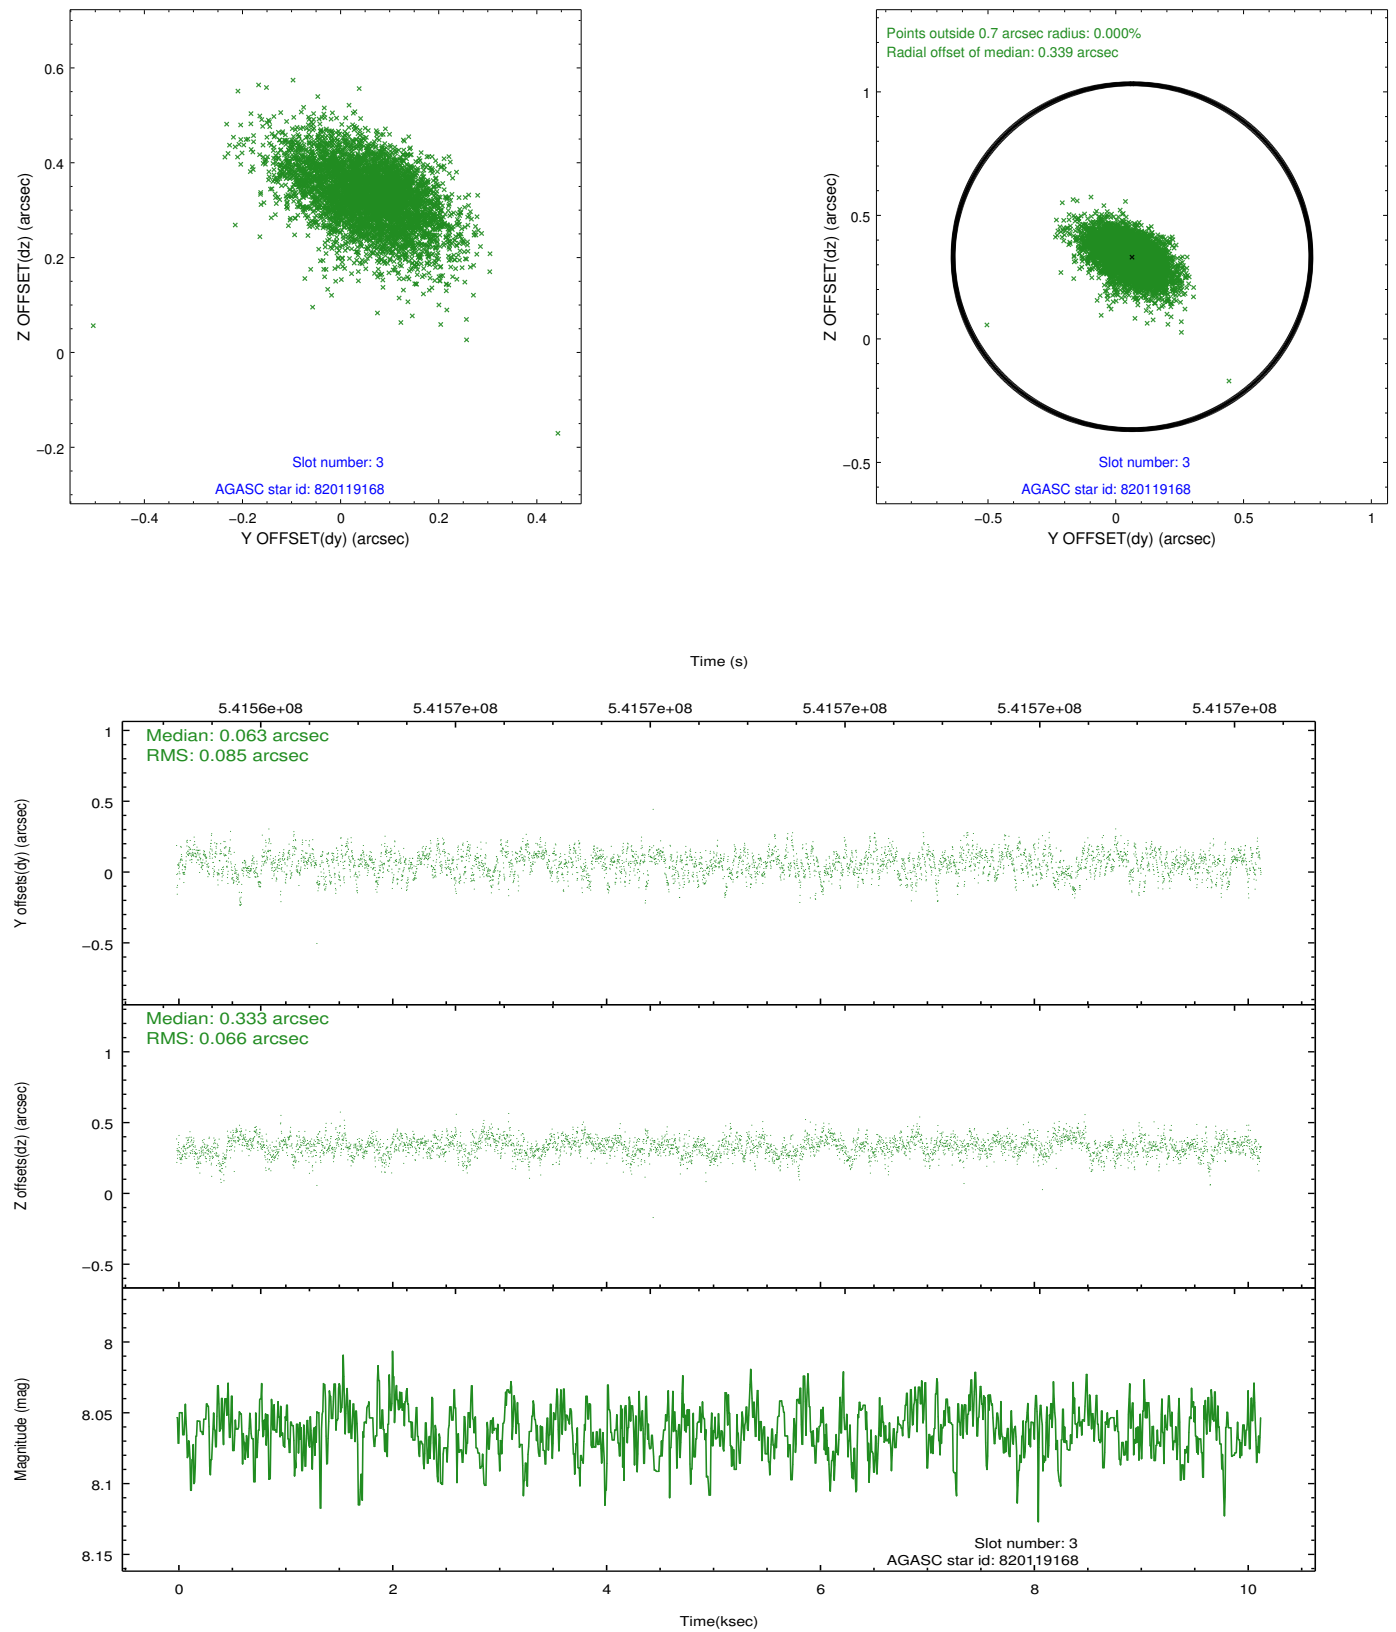 Z OFFSET(dz) (arcsec)
0.6
0.4
0.2
0
−0.2
Slot number: 3
AGASC star id: 820119168
−0.4
−0.2
0
0.2
0.4
Y OFFSET(dy) (arcsec)
Points outside 0.7 arcsec radius: 0.000%
Radial offset of median: 0.339 arcsec
Z OFFSET(dz) (arcsec)
1
0.5
0
−0.5
Slot number: 3
AGASC star id: 820119168
−0.5
0
0.5
1
Y OFFSET(dy) (arcsec)
Time (s)
5.4156e+08
5.4157e+08
5.4157e+08
5.4157e+08
5.4157e+08
5.4157e+08
Median: 0.063 arcsec
RMS: 0.085 arcsec
Y offsets(dy) (arcsec)
1
0.5
0
−0.5
Median: 0.333 arcsec
RMS: 0.066 arcsec
Z offsets(dz) (arcsec)
1
0.5
0
−0.5
Magnitude (mag)
8
8.05
8.1
8.15
Slot number: 3
AGASC star id: 820119168
0
2
4
6
8
10
Time(ksec)